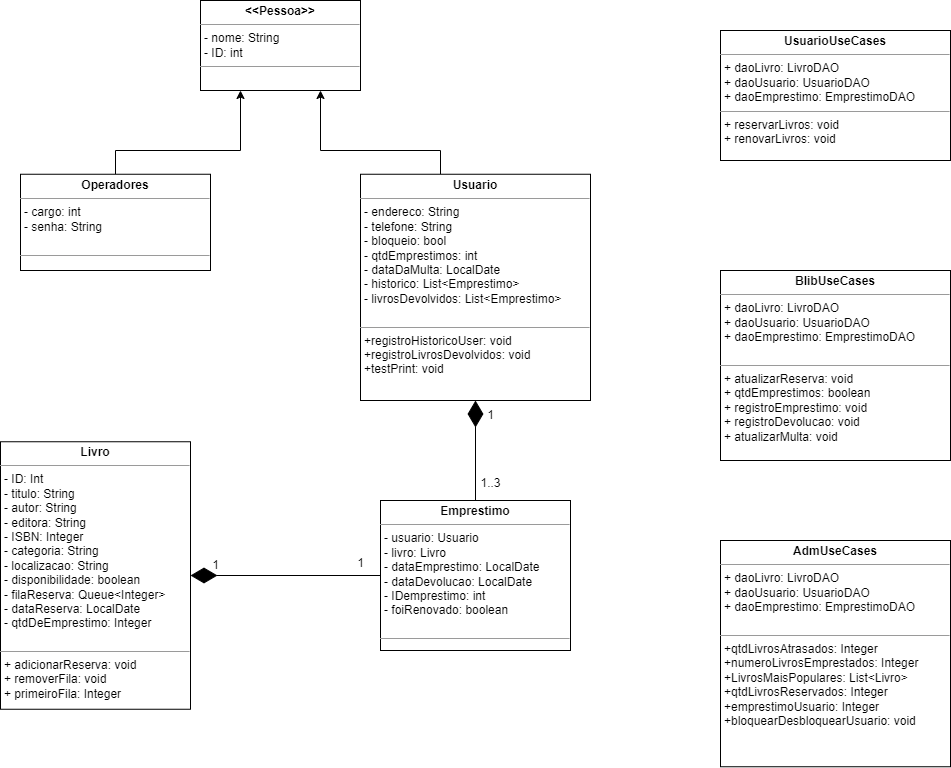 <<Pessoa>>
- nome: String
- ID: int
Operadores
- cargo: int
- senha: String
Usuario
- endereco: String
- telefone: String
- bloqueio: bool
- qtdEmprestimos: int
- dataDaMulta: LocalDate
- historico: List<Emprestimo>
- livrosDevolvidos: List<Emprestimo>
+registroHistoricoUser: void
+registroLivrosDevolvidos: void
+testPrint: void
1
1..3
Livro
- ID: Int
- titulo: String
- autor: String
- editora: String
- ISBN: Integer
- categoria: String
- localizacao: String
- disponibilidade: boolean
- filaReserva: Queue<Integer>
- dataReserva: LocalDate
- qtdDeEmprestimo: Integer
+ adicionarReserva: void
+ removerFila: void
+ primeiroFila: Integer
1
1
Emprestimo
- usuario: Usuario
- livro: Livro
- dataEmprestimo: LocalDate
- dataDevolucao: LocalDate
- IDemprestimo: int
- foiRenovado: boolean
UsuarioUseCases
+ daoLivro: LivroDAO
+ daoUsuario: UsuarioDAO
+ daoEmprestimo: EmprestimoDAO
+ reservarLivros: void
+ renovarLivros: void
BlibUseCases
+ daoLivro: LivroDAO
+ daoUsuario: UsuarioDAO
+ daoEmprestimo: EmprestimoDAO
+ atualizarReserva: void
+ qtdEmprestimos: boolean
+ registroEmprestimo: void
+ registroDevolucao: void
+ atualizarMulta: void
AdmUseCases
+ daoLivro: LivroDAO
+ daoUsuario: UsuarioDAO
+ daoEmprestimo: EmprestimoDAO
+qtdLivrosAtrasados: Integer
+numeroLivrosEmprestados: Integer
+LivrosMaisPopulares: List<Livro>
+qtdLivrosReservados: Integer
+emprestimoUsuario: Integer
+bloquearDesbloquearUsuario: void